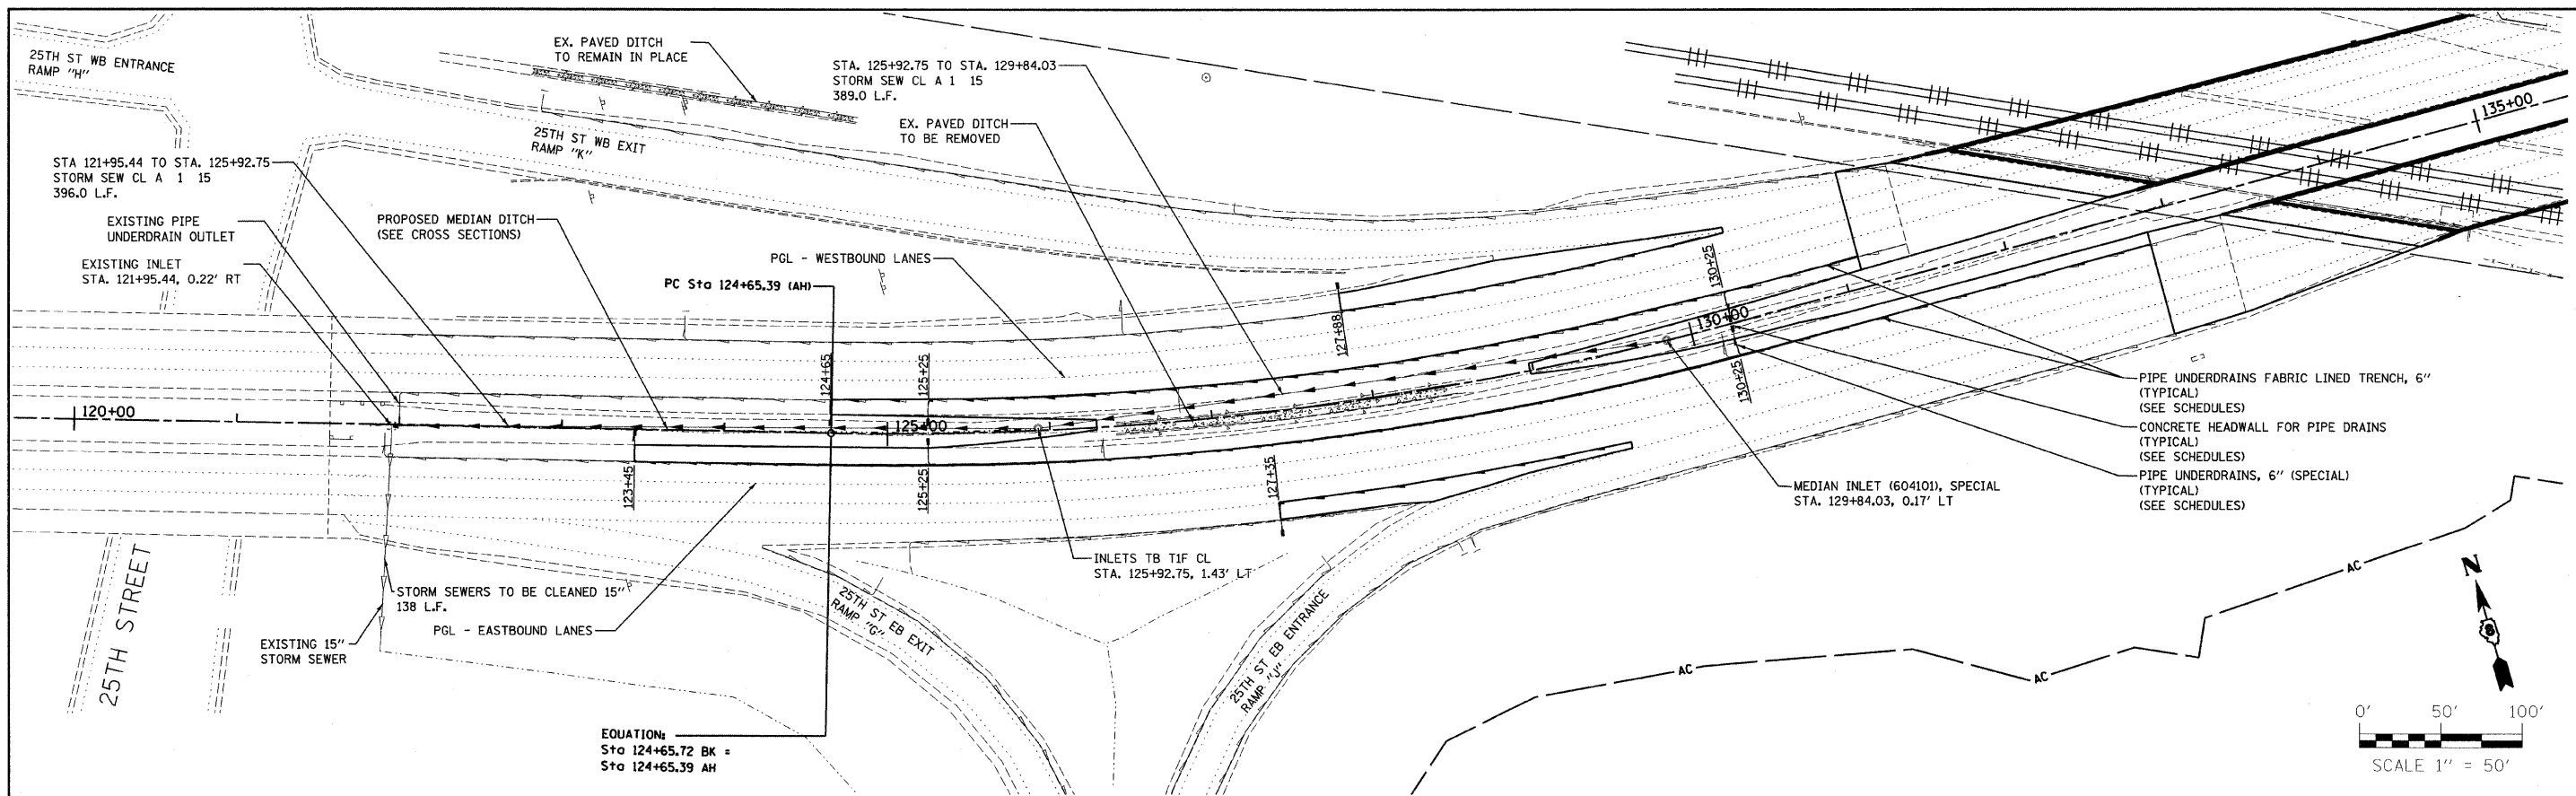 25TH ST WB ENTRANCE
RAMP "H"
EX. PAVED DITCH
TO REMAIN IN PLACE
STA. 125+92.75 TO STA. 129+84.03
STORM SEW CL A 1 15
389.0 L.F.
EX. PAVED DITCH
TO BE REMOVED
25TH ST WB EXIT
RAMP "K"
STA 121+95.44 TO STA. 125+92.75
STORM SEW CL A 1 15
396.0 L.F.
EXISTING PIPE
UNDERDRAIN OUTLET
PROPOSED MEDIAN DITCH
(SEE CROSS SECTIONS)
EXISTING INLET
STA. 121+95.44, 0.22' RT
PGL - WESTBOUND LANES
PC Sta 124+65.39 (AH)
135+00
130+25
130+00
127+88
124+65
125+25
120+00
125+00
130+25
123+45
125+25
127+35
PIPE UNDERDRAINS FABRIC LINED TRENCH, 6"
(TYPICAL)
(SEE SCHEDULES)
CONCRETE HEADWALL FOR PIPE DRAINS
(TYPICAL)
(SEE SCHEDULES)
PIPE UNDERDRAINS, 6" (SPECIAL)
(TYPICAL)
(SEE SCHEDULES)
MEDIAN INLET (604101), SPECIAL
STA. 129+84.03, 0.17' LT
INLETS TB T1F CL
STA. 125+92.75, 1.43' LT
25TH STREET
STORM SEWERS TO BE CLEANED 15"
138 L.F.
PGL - EASTBOUND LANES
EXISTING 15"
STORM SEWER
25TH ST EB EXIT
RAMP "G"
25TH ST EB ENTRANCE
RAMP "J"
EQUATION:
Sta 124+65.72 BK =
Sta 124+65.39 AH
AC
AC
AC
N
0' 50' 100'
SCALE 1" = 50'